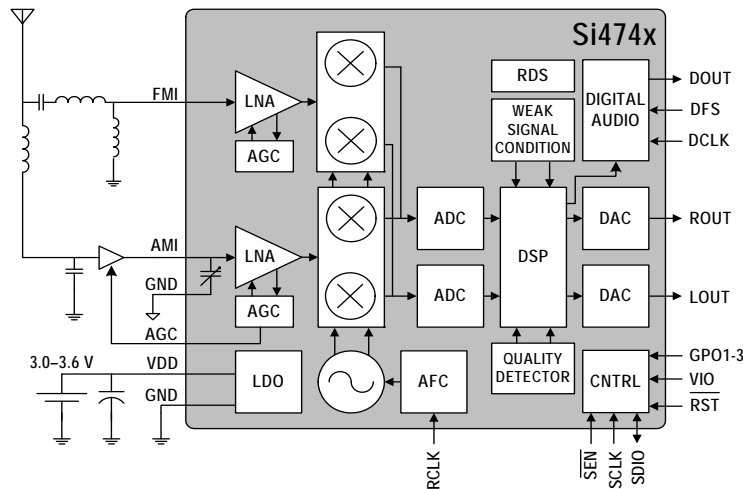 Si474x
FMI
LNA
AGC
RDS
WEAK
SIGNAL
CONDITION
DIGITAL
AUDIO
DOUT
DFS
DCLK
AMI
GND
LNA
AGC
AGC
ADC
ADC
DSP
DAC
DAC
ROUT
LOUT
3.0–3.6 V
VDD
GND
LDO
AFC
QUALITY
DETECTOR
CNTRL
GPO1-3
VIO
RST
RCLK
SEN
SCLK
SDIO